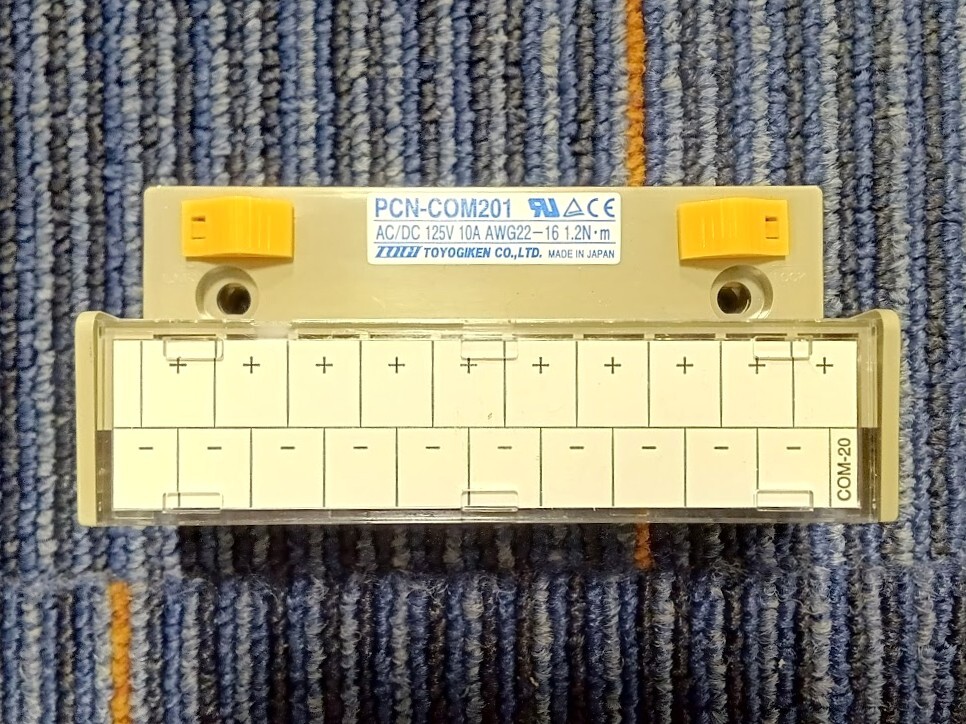 PCN-COM201
AC/DC 125V 10A AWG22-16 1.2N·m
TOYOGIKEN CO.,LTD. MADE IN JAPAN
+ + + + + + + + + +
- - - - - - - - - -
COM-20